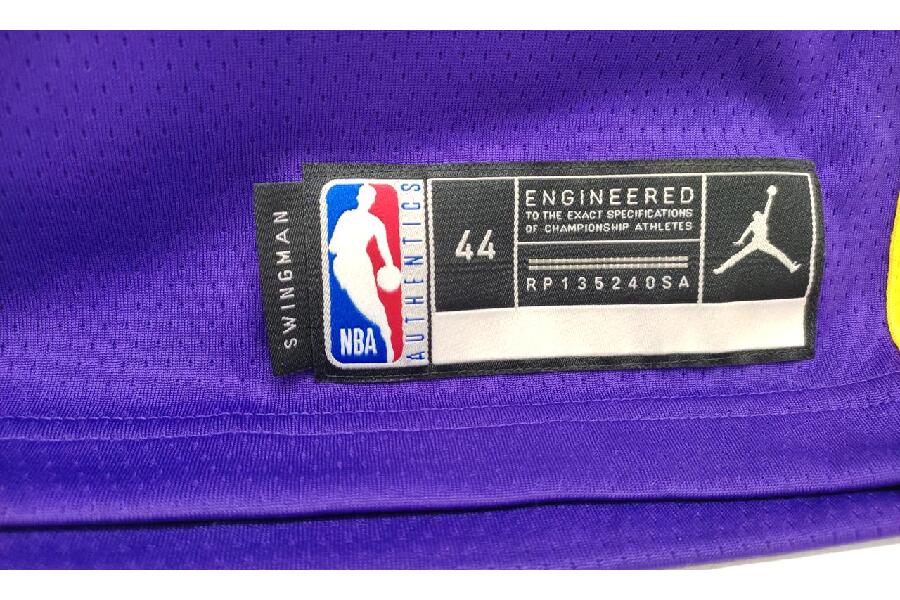 SWINGMAN
NBA
AUTHENTICS
44
ENGINEERED
TO THE EXACT SPECIFICATIONS
OF CHAMPIONSHIP ATHLETES
RP135240SA